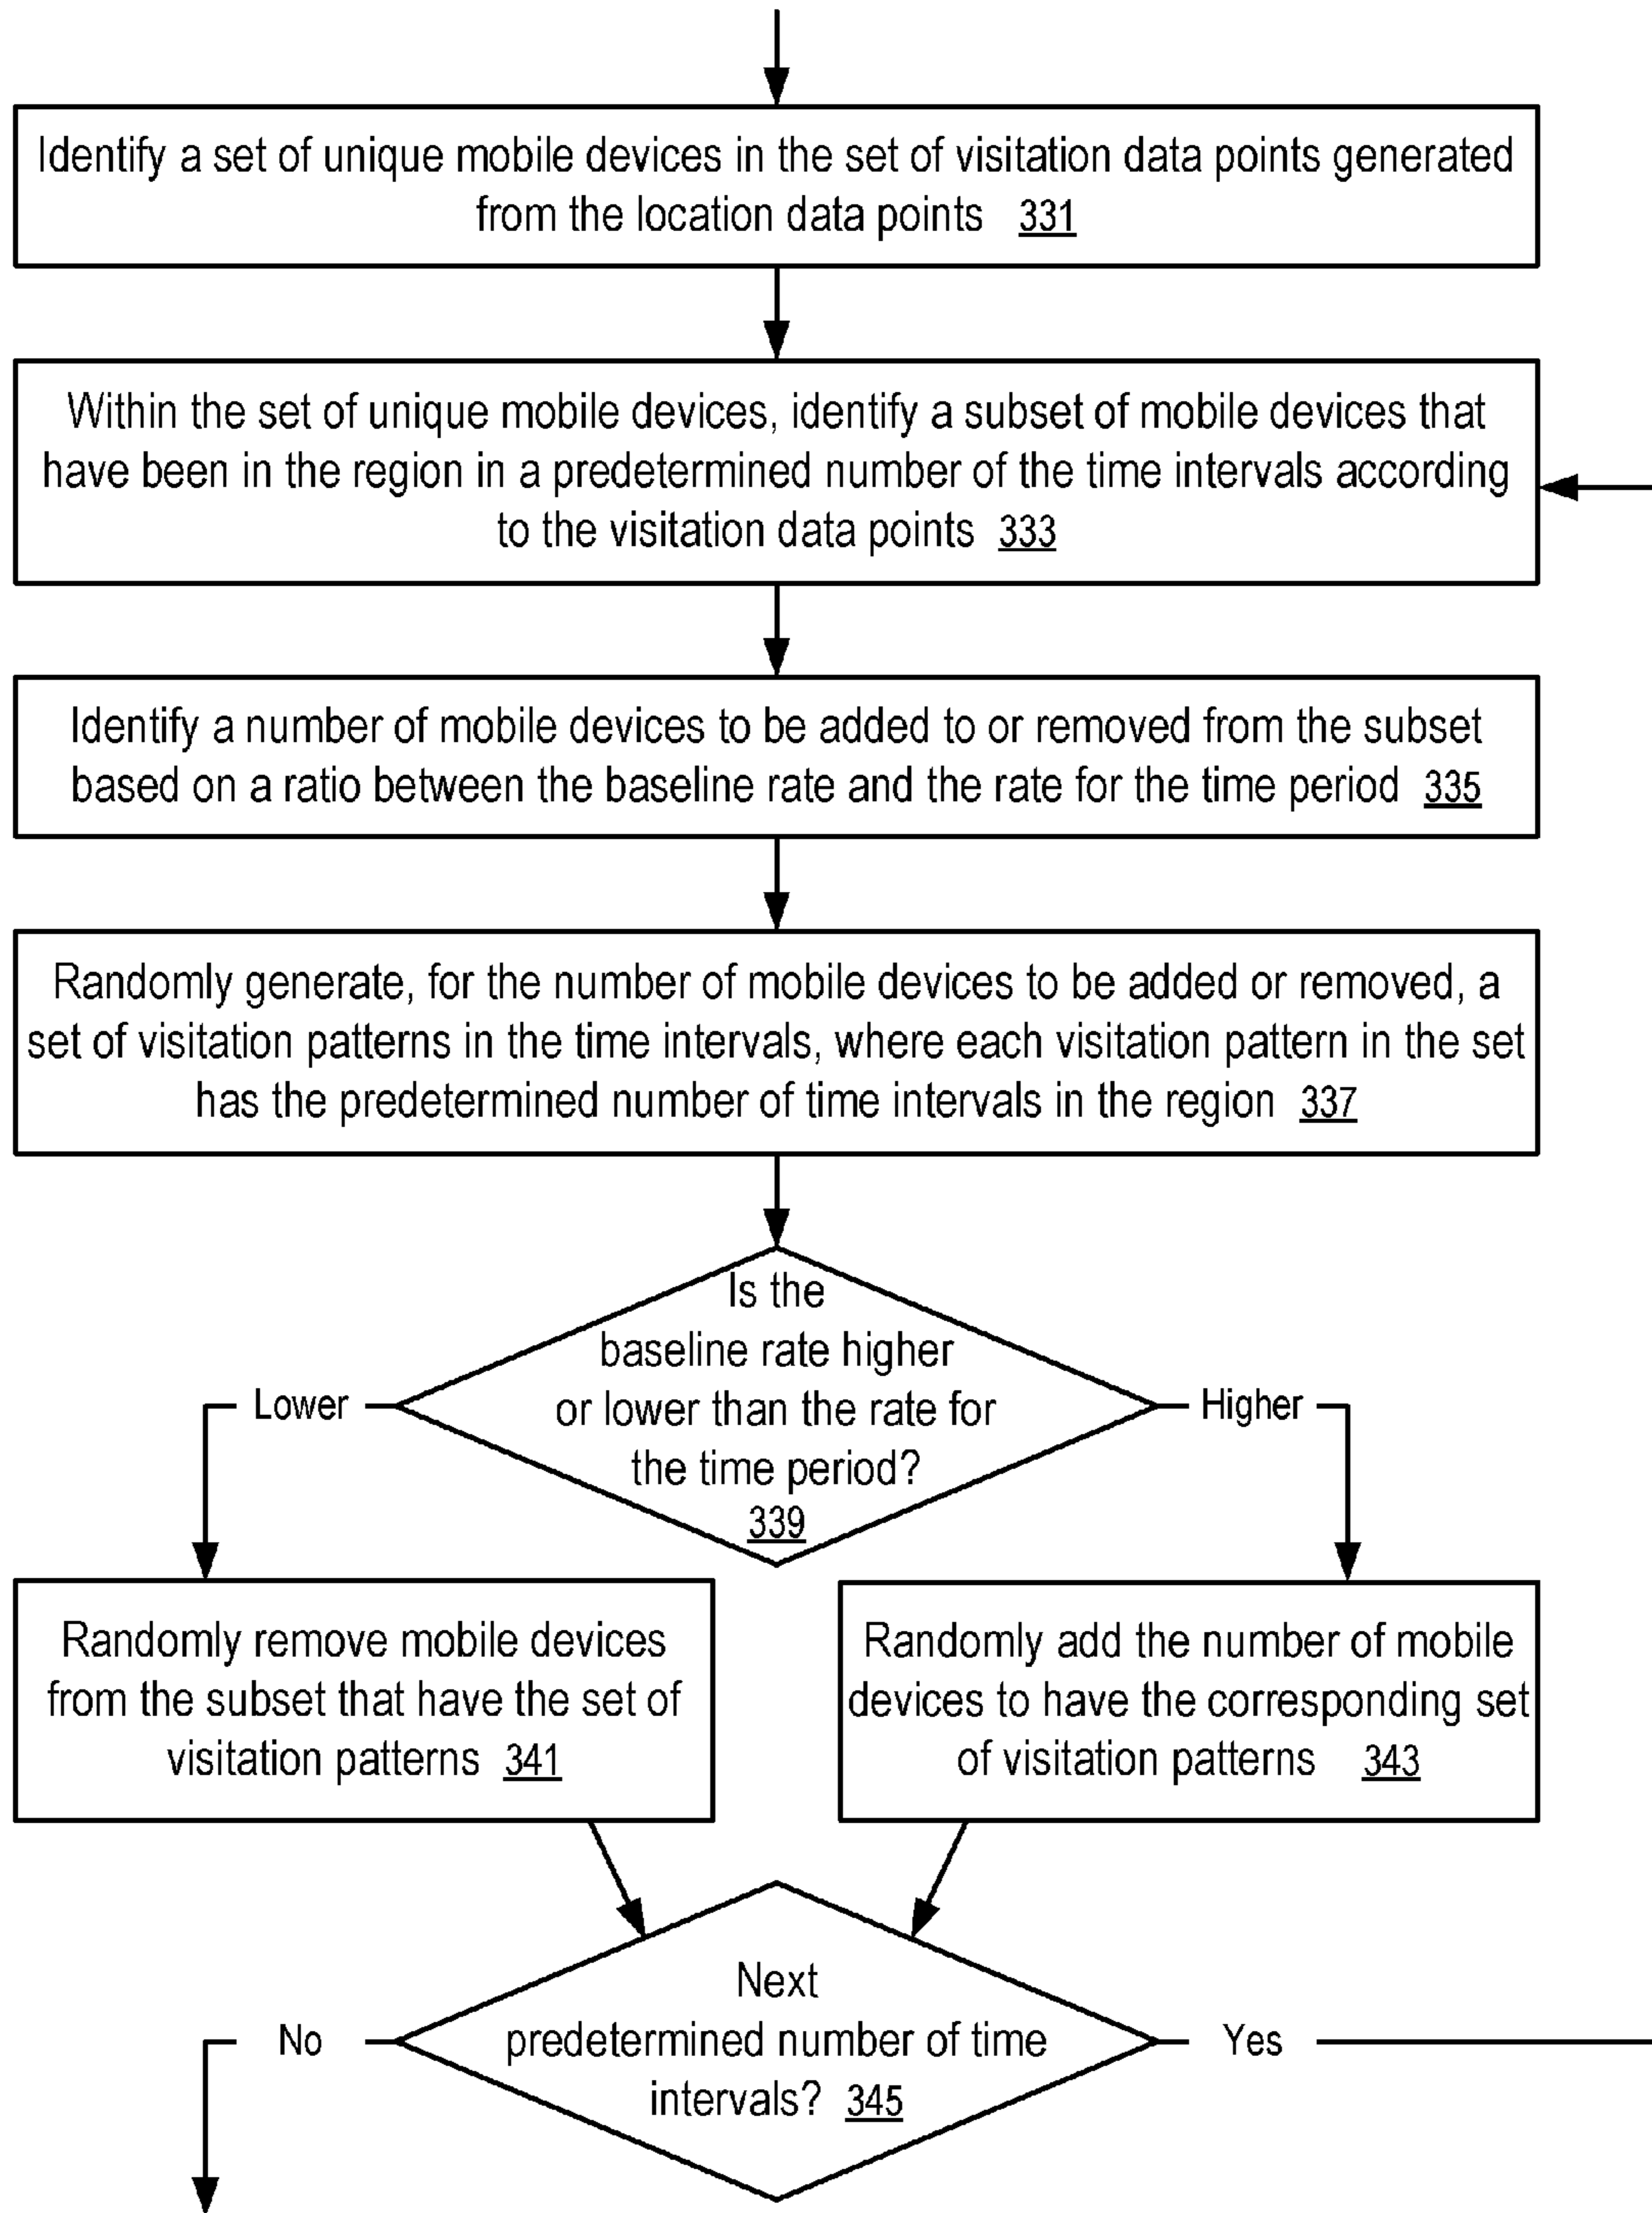 Identify a set of unique mobile devices in the set of visitation data points generated
from the location data points 331
Within the set of unique mobile devices, identify a subset of mobile devices that
have been in the region in a predetermined number of the time intervals according
to the visitation data points 333
Identify a number of mobile devices to be added to or removed from the subset
based on a ratio between the baseline rate and the rate for the time period 335
Randomly generate, for the number of mobile devices to be added or removed, a
set of visitation patterns in the time intervals, where each visitation pattern in the set
has the predetermined number of time intervals in the region 337
Is the
baseline rate higher
or lower than the rate for
the time period?
339
Lower
Higher
Randomly remove mobile devices
from the subset that have the set of
visitation patterns 341
Randomly add the number of mobile
devices to have the corresponding set
of visitation patterns 343
Next
predetermined number of time
intervals? 345
No
Yes